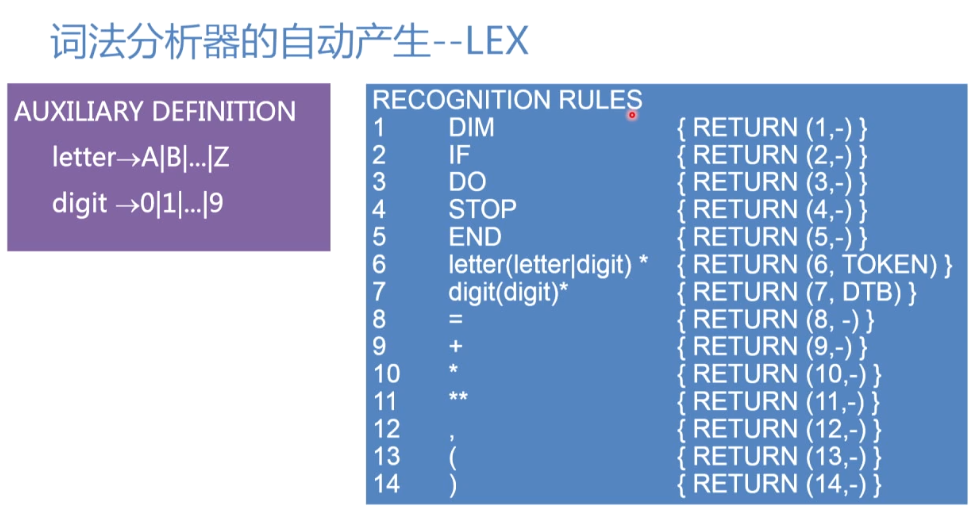 词法分析器的自动产生--LEX
AUXILIARY DEFINITION
letter→A|B|...|Z
digit →0|1|...|9
RECOGNITION RULES
1 DIM { RETURN (1,-) }
2 IF { RETURN (2,-) }
3 DO { RETURN (3,-) }
4 STOP { RETURN (4,-) }
5 END { RETURN (5,-) }
6 letter(letter|digit) * { RETURN (6, TOKEN) }
7 digit(digit)* { RETURN (7, DTB) }
8 = { RETURN (8, -) }
9 + { RETURN (9,-) }
10 * { RETURN (10,-) }
11 ** { RETURN (11,-) }
12 , { RETURN (12,-) }
13 ( { RETURN (13,-) }
14 ) { RETURN (14,-) }